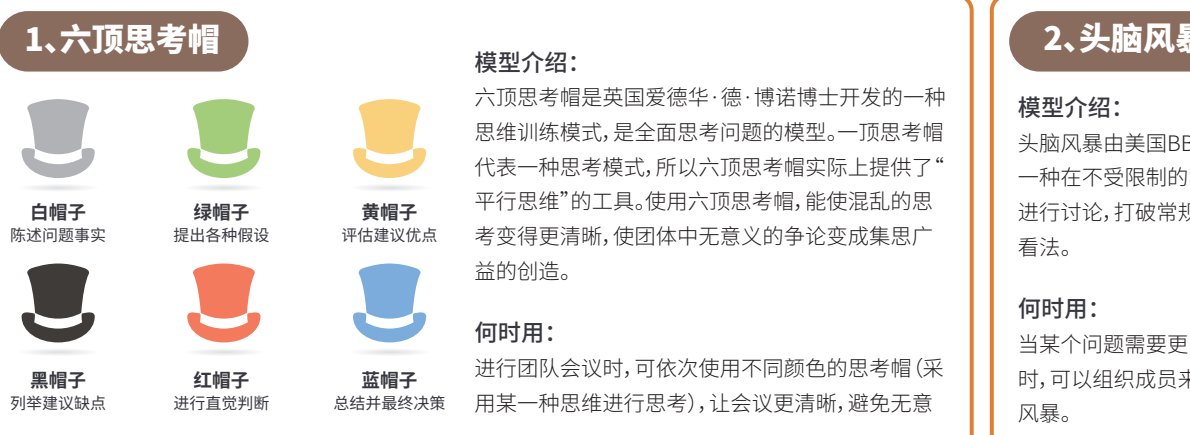 1、六顶思考帽
白帽子
陈述问题事实
绿帽子
提出各种假设
黄帽子
评估建议优点
黑帽子
列举建议缺点
红帽子
进行直觉判断
蓝帽子
总结并最终决策
模型介绍：
六顶思考帽是英国爱德华·德·博诺博士开发的一种
思维训练模式，是全面思考问题的模型。一顶思考帽
代表一种思考模式，所以六顶思考帽实际上提供了“
平行思维”的工具。使用六顶思考帽，能使混乱的思
考变得更清晰，使团体中无意义的争论变成集思广
益的创造。
何时用：
进行团队会议时，可依次使用不同颜色的思考帽（采
用某一种思维进行思考），让会议更清晰，避免无意
2、头脑风暴
模型介绍：
头脑风暴由美国BB
一种在不受限制的
进行讨论，打破常规
看法。
何时用：
当某个问题需要更
时，可以组织成员来
风暴。